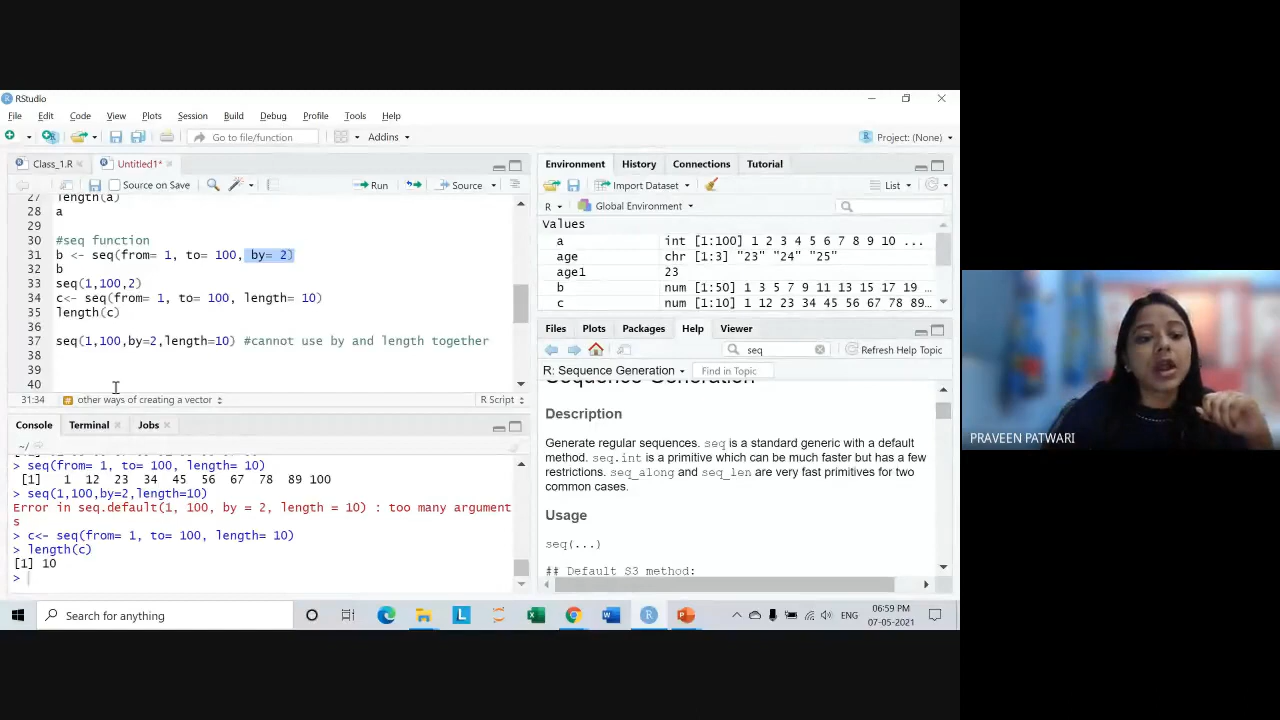 RStudio
File Edit Code View Plots Session Build Debug Profile Tools Help
Go to file/function
Addins
Project: (None)
Class_1.R
Untitled1*
Source on Save
Run
Source
27 length(a)
28 a
29
30 #seq function
31 b <- seq(from= 1, to= 100, by= 2)
32 b
33 seq(1,100,2)
34 c<- seq(from= 1, to= 100, length= 10)
35 length(c)
36
37 seq(1,100,by=2,length=10) #cannot use by and length together
38
39
40
31:34
other ways of creating a vector
R Script
Console Terminal Jobs
~/
> seq(from= 1, to= 100, length= 10)
[1] 1 12 23 34 45 56 67 78 89 100
> seq(1,100,by=2,length=10)
Error in seq.default(1, 100, by = 2, length = 10) : too many argument
s
> c<- seq(from= 1, to= 100, length= 10)
> length(c)
[1] 10
>
Environment History Connections Tutorial
Import Dataset
List
R
Global Environment
Values
a int [1:100] 1 2 3 4 5 6 7 8 9 10 ...
age chr [1:3] "23" "24" "25"
age1 23
b num [1:50] 1 3 5 7 9 11 13 15 17 19 ...
c num [1:10] 1 12 23 34 45 56 67 78 89...
Files Plots Packages Help Viewer
seq
Refresh Help Topic
R: Sequence Generation
Find in Topic
Sequence Generation
Description
Generate regular sequences. seq is a standard generic with a default
method. seq.int is a primitive which can be much faster but has a few
restrictions. seq_along and seq_len are very fast primitives for two
common cases.
Usage
seq(...)
## Default S3 method:
PRAVEEN PATWARI
Search for anything
ENG
06:59 PM
07-05-2021